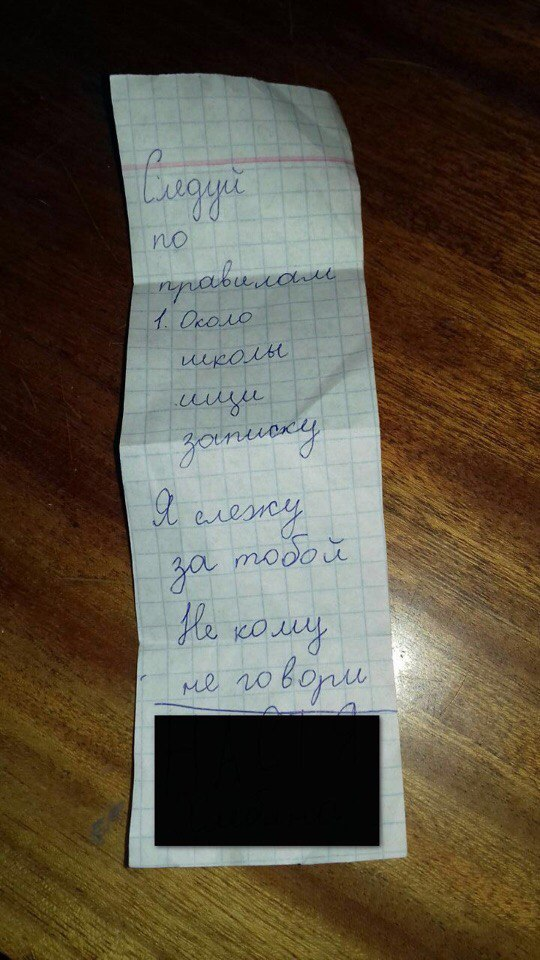 Следуй
по
правилам
1. Около
школы
ищи
записку
Я слежу
за тобой
Не кому
не говори